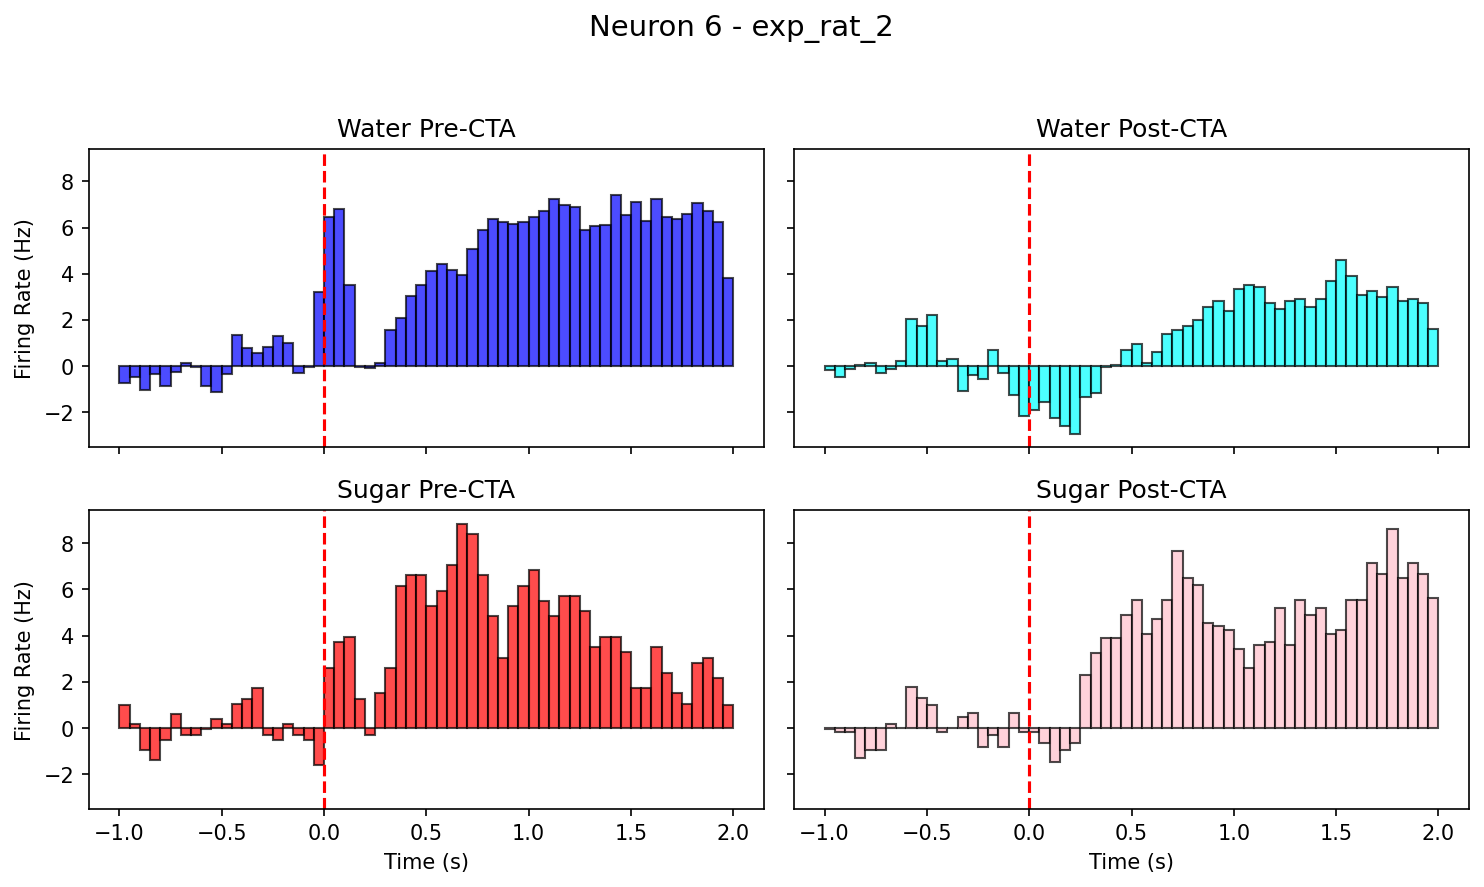 Neuron 6 - exp_rat_2
Water Pre-CTA
Water Post-CTA
Firing Rate (Hz)
8
6
4
2
0
−2
Sugar Pre-CTA
Sugar Post-CTA
Firing Rate (Hz)
8
6
4
2
0
−2
−1.0 −0.5 0.0 0.5 1.0 1.5 2.0
−1.0 −0.5 0.0 0.5 1.0 1.5 2.0
Time (s)
Time (s)